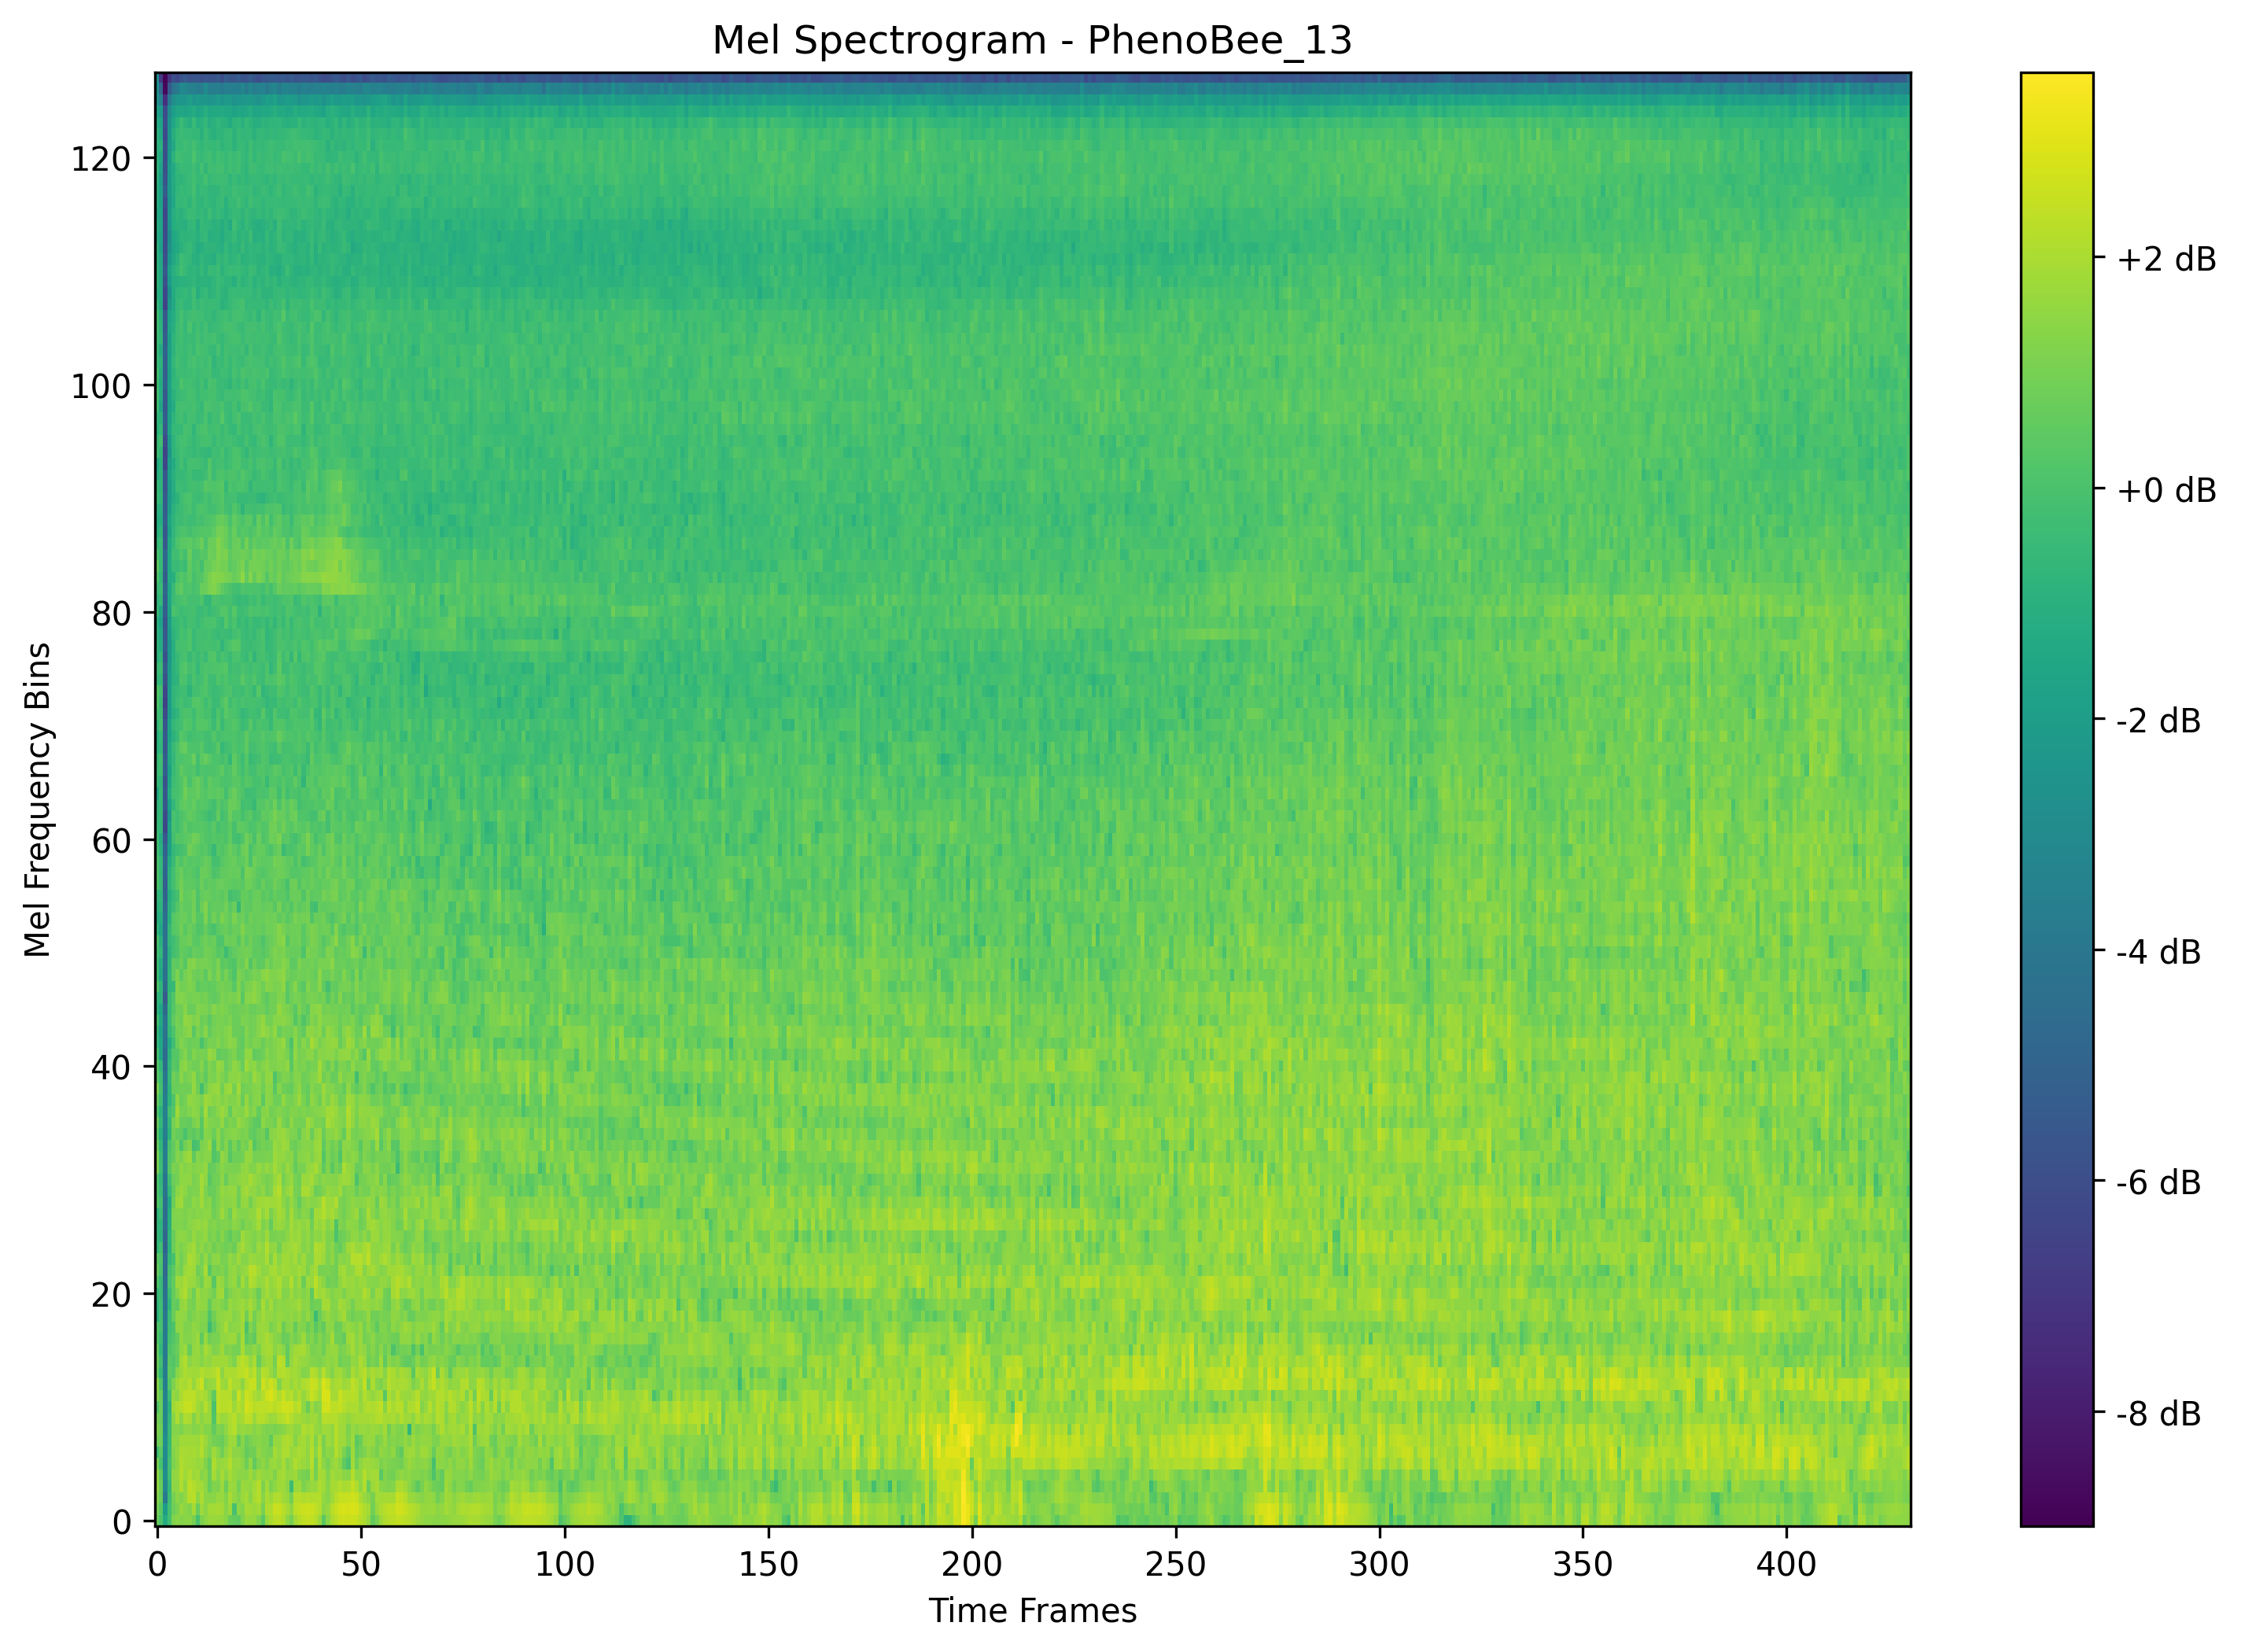 Mel Spectrogram - PhenoBee_13
Mel Frequency Bins
120
100
80
60
40
20
0
0 50 100 150 200 250 300 350 400
Time Frames
+2 dB
+0 dB
-2 dB
-4 dB
-6 dB
-8 dB